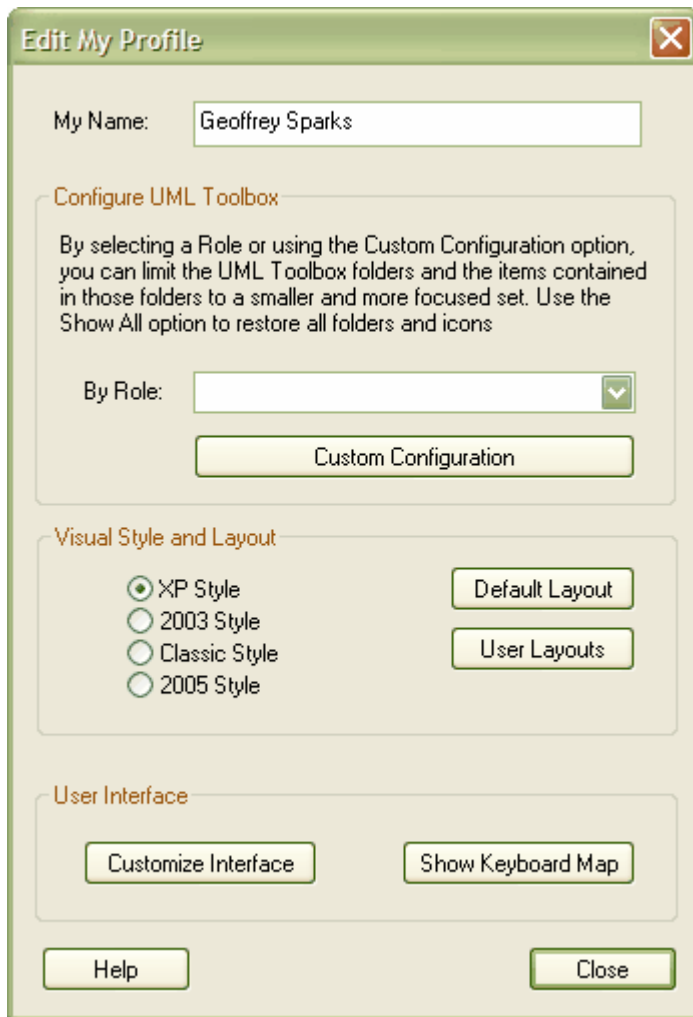 Edit My Profile
My Name: Geoffrey Sparks
Configure UML Toolbox
By selecting a Role or using the Custom Configuration option,
you can limit the UML Toolbox folders and the items contained
in those folders to a smaller and more focused set. Use the
Show All option to restore all folders and icons
By Role:
Custom Configuration
Visual Style and Layout
XP Style
Default Layout
2003 Style
Classic Style
User Layouts
2005 Style
User Interface
Customize Interface
Show Keyboard Map
Help
Close